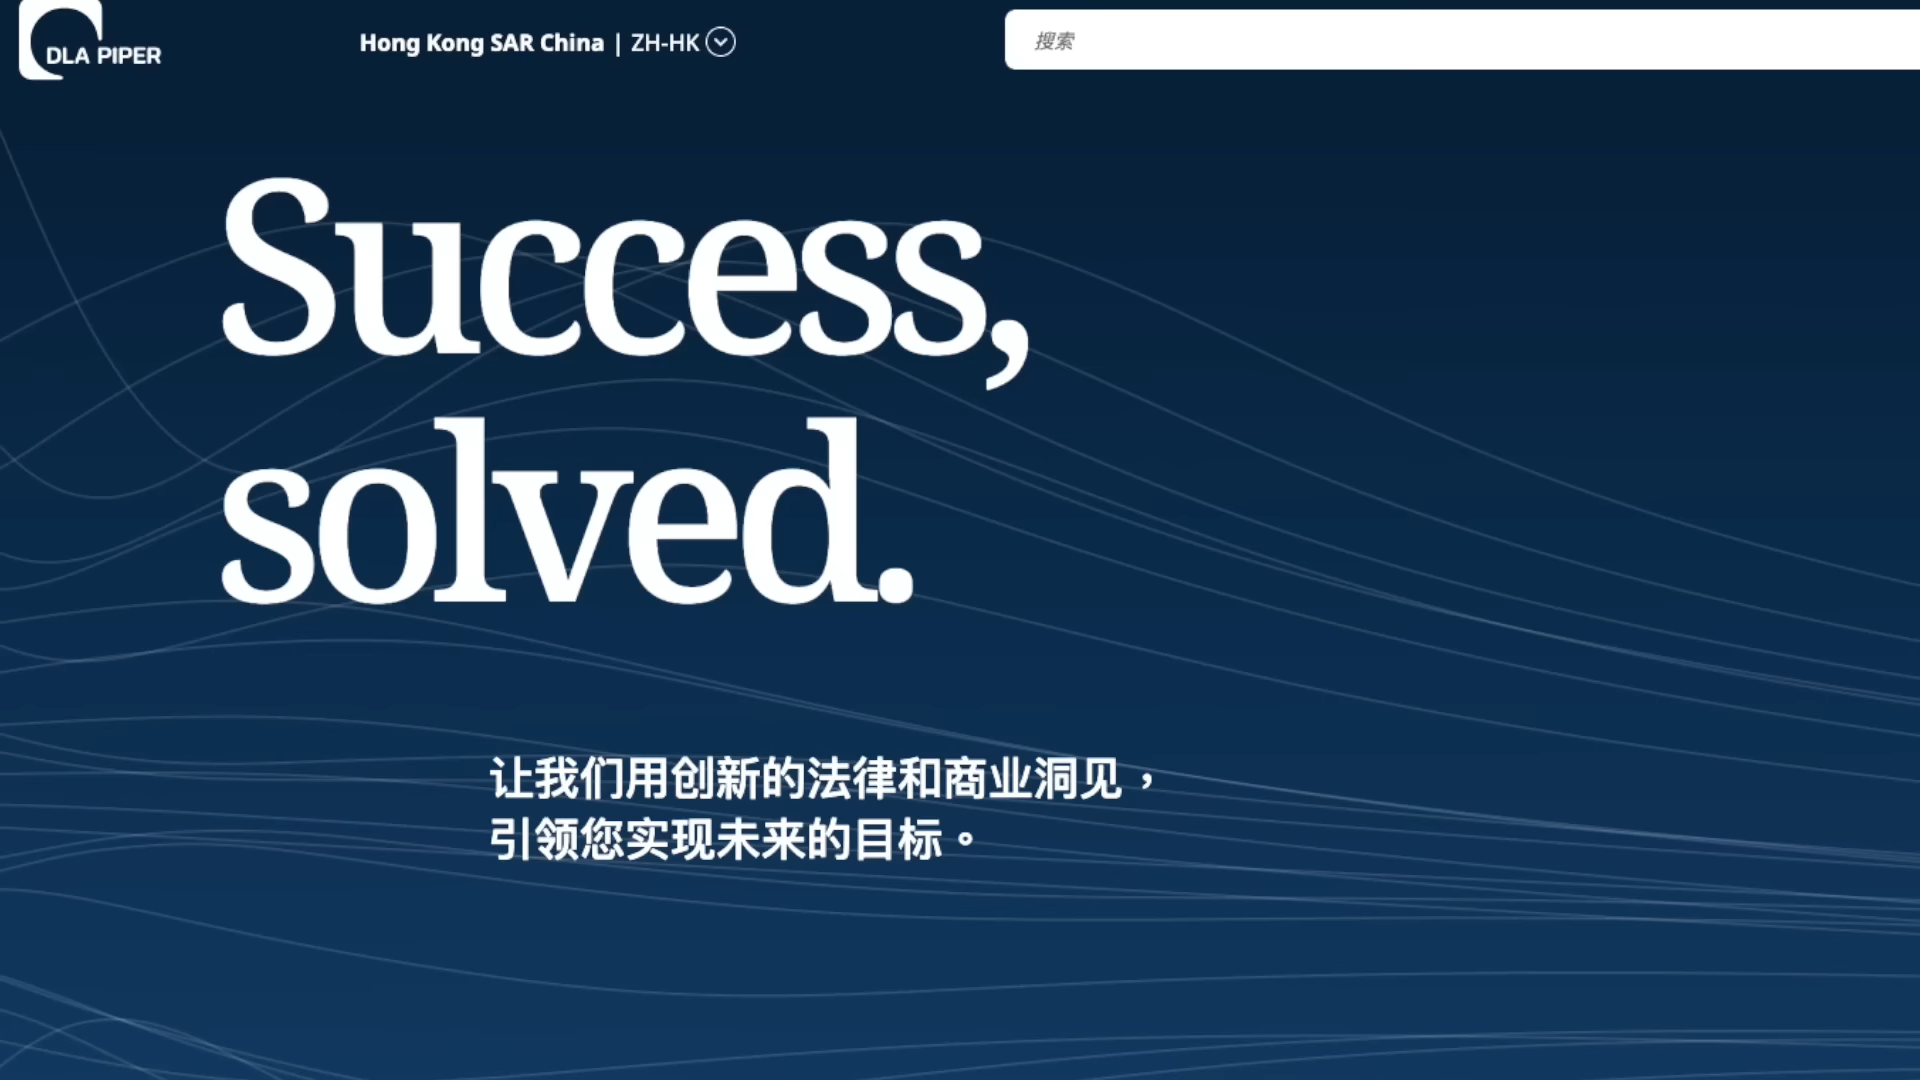 DLA PIPER
Hong Kong SAR China | ZH-HK
搜索
Success,
solved.
让我们用创新的法律和商业洞见，
引领您实现未来的目标。